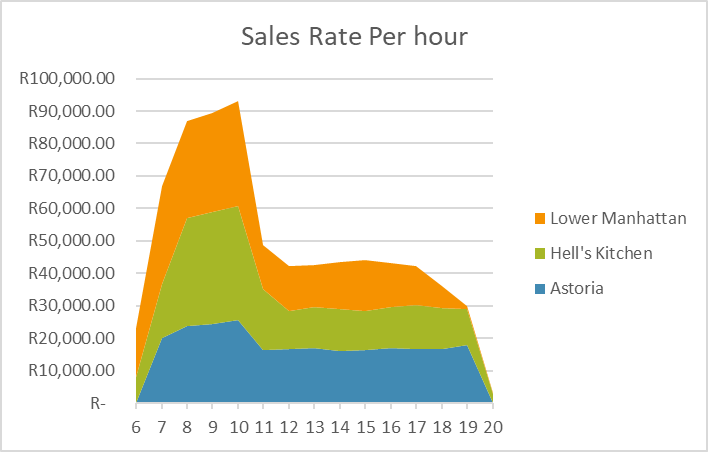 Sales Rate Per hour
R100,000.00
R90,000.00
R80,000.00
R70,000.00
R60,000.00
R50,000.00
R40,000.00
R30,000.00
R20,000.00
R10,000.00
R-
6 7 8 9 10 11 12 13 14 15 16 17 18 19 20
Lower Manhattan
Hell's Kitchen
Astoria